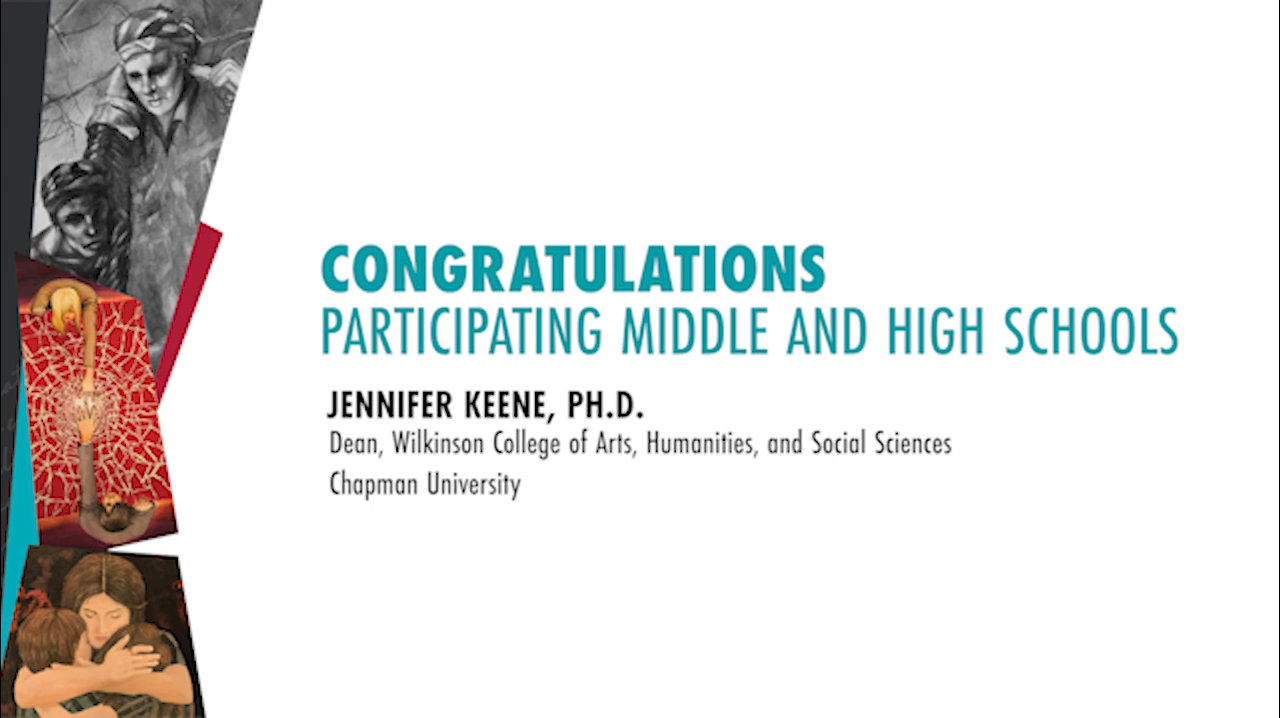 CONGRATULATIONS
PARTICIPATING MIDDLE AND HIGH SCHOOLS
JENNIFER KEENE, PH.D.
Dean, Wilkinson College of Arts, Humanities, and Social Sciences
Chapman University